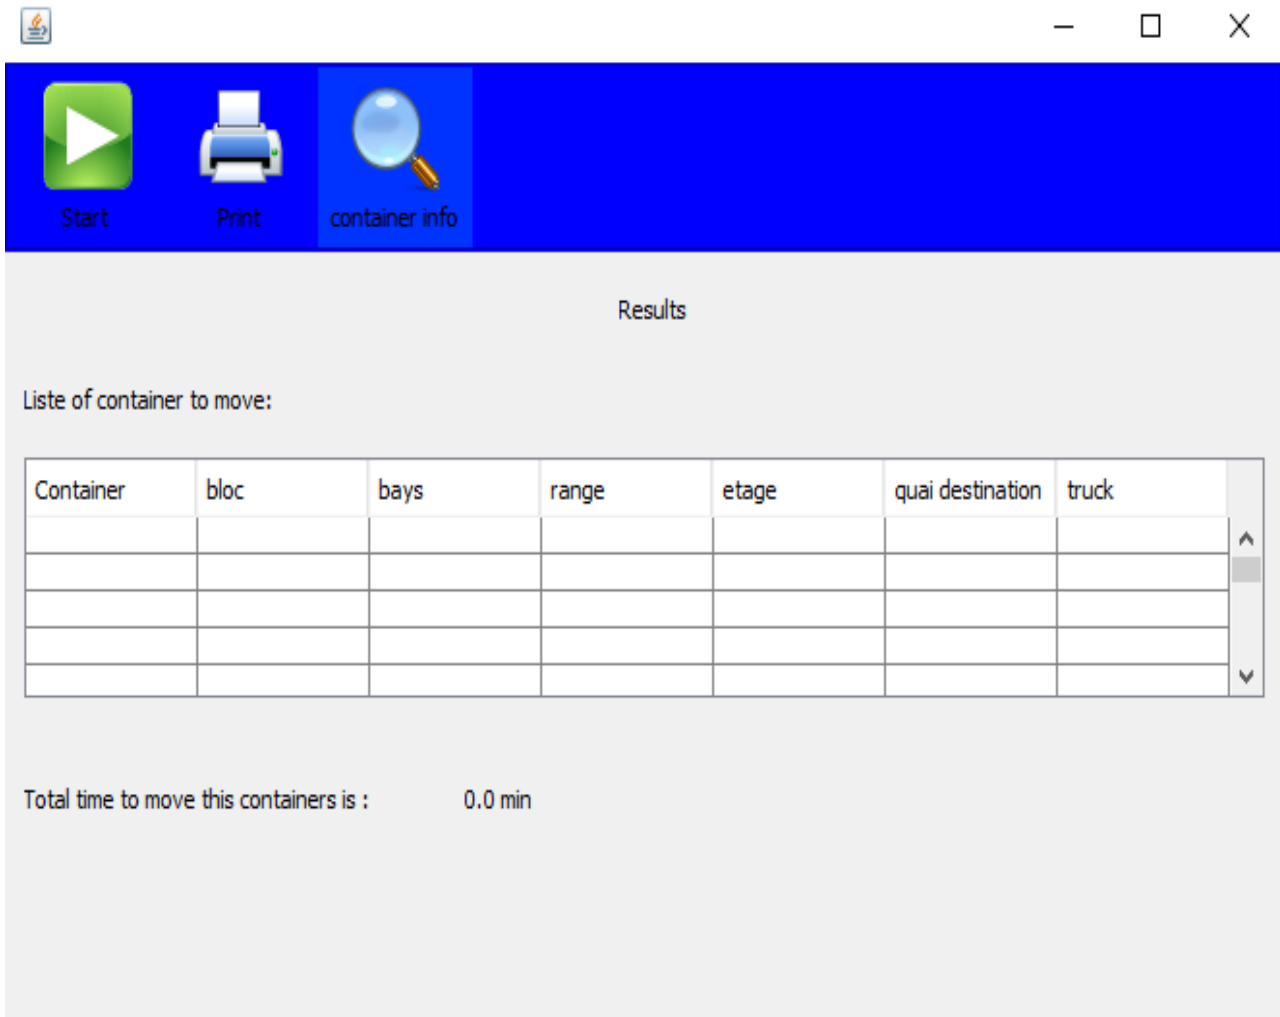 Start Print container info
Results
Liste of container to move:
Container bloc bays range etage quai destination truck
Total time to move this containers is : 0.0 min